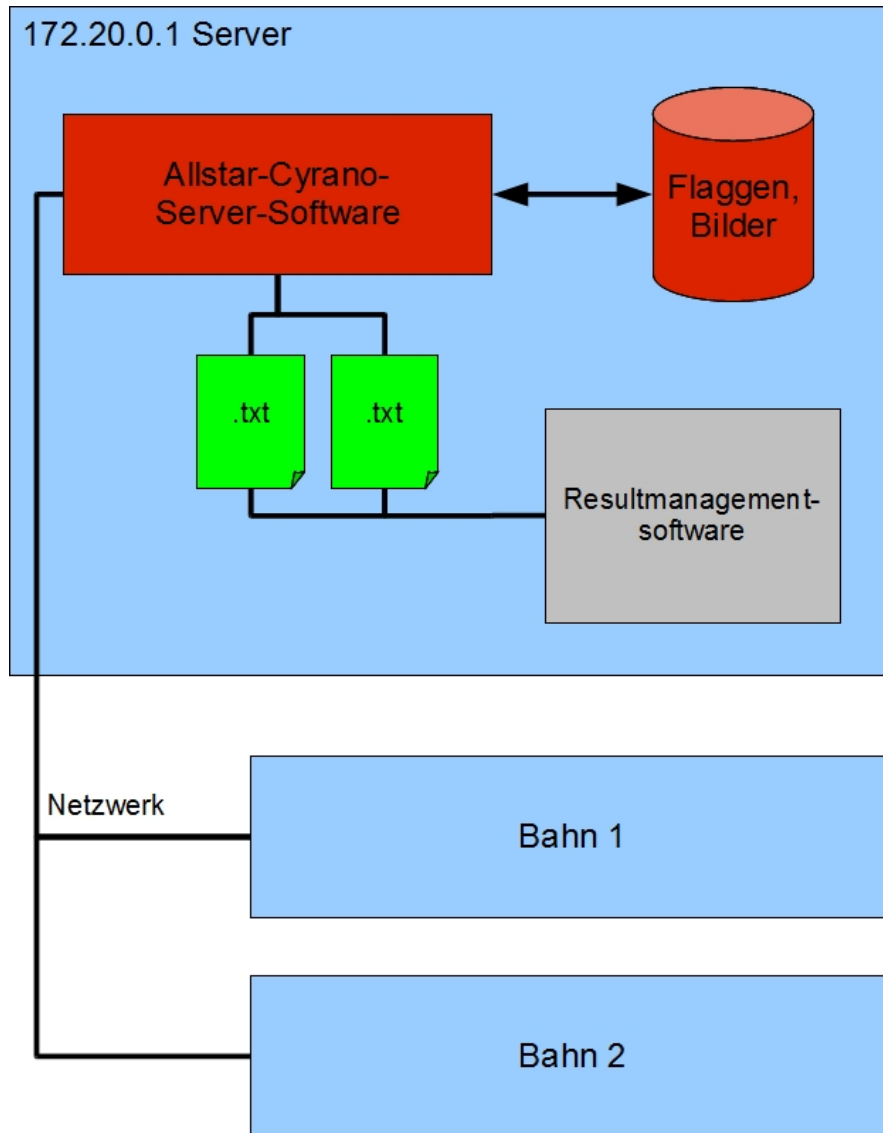 172.20.0.1 Server
Allstar-Cyrano-
Server-Software
Flaggen,
Bilder
.txt
.txt
Resultmanagement-
software
Netzwerk
Bahn 1
Bahn 2